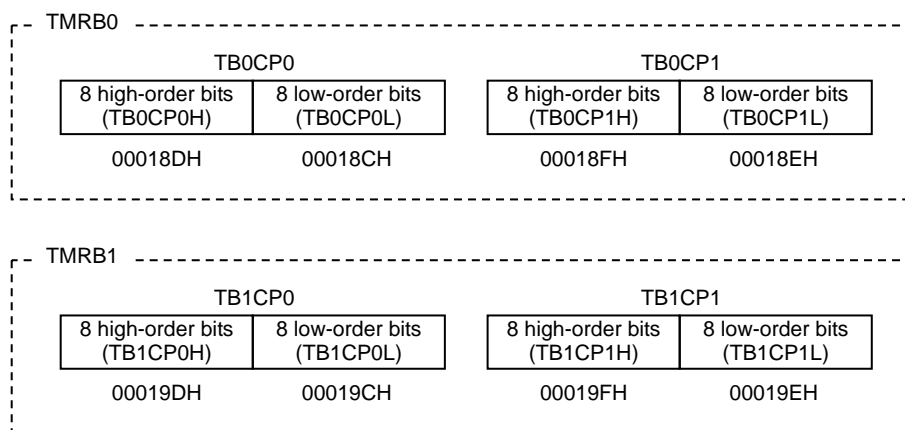 TMRB0
TB0CP0 TB0CP1
8 high-order bits 8 low-order bits 8 high-order bits 8 low-order bits
(TB0CP0H) (TB0CP0L) (TB0CP1H) (TB0CP1L)
00018DH 00018CH 00018FH 00018EH
TMRB1
TB1CP0 TB1CP1
8 high-order bits 8 low-order bits 8 high-order bits 8 low-order bits
(TB1CP0H) (TB1CP0L) (TB1CP1H) (TB1CP1L)
00019DH 00019CH 00019FH 00019EH